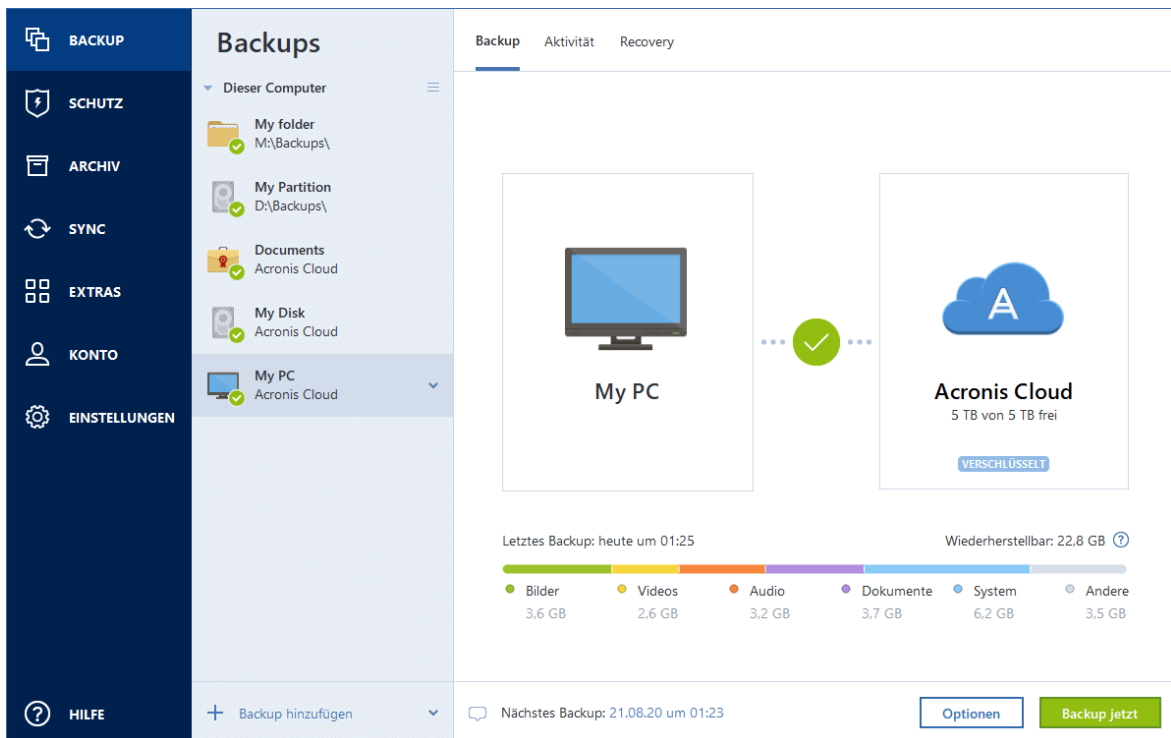 BACKUP
SCHUTZ
ARCHIV
SYNC
EXTRAS
KONTO
EINSTELLUNGEN
HILFE
Backups
Dieser Computer
My folder
M:\Backups\
My Partition
D:\Backups\
Documents
Acronis Cloud
My Disk
Acronis Cloud
My PC
Acronis Cloud
Backup hinzufügen
Backup Aktivität Recovery
My PC
A
Acronis Cloud
5 TB von 5 TB frei
VERSCHLÜSSELT
Letztes Backup: heute um 01:25
Wiederherstellbar: 22,8 GB ?
Bilder Videos Audio Dokumente System Andere
3,6 GB 2,6 GB 3,2 GB 3,7 GB 6,2 GB 3,5 GB
Nächstes Backup: 21.08.20 um 01:23
Optionen
Backup jetzt